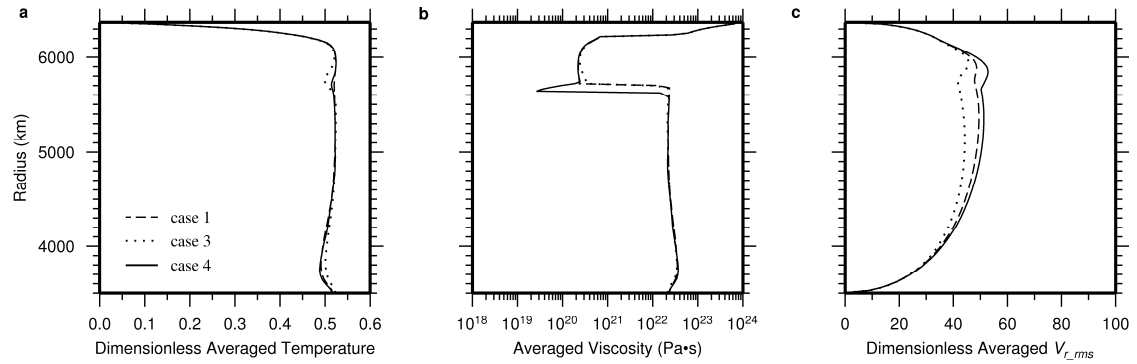 a
b
c
Radius (km)
6000
5000
4000
case 1
case 3
case 4
0.0 0.1 0.2 0.3 0.4 0.5 0.6
10^18 10^19 10^20 10^21 10^22 10^23 10^24
0 20 40 60 80 100
Dimensionless Averaged Temperature
Averaged Viscosity (Pa•s)
Dimensionless Averaged V_r_rms